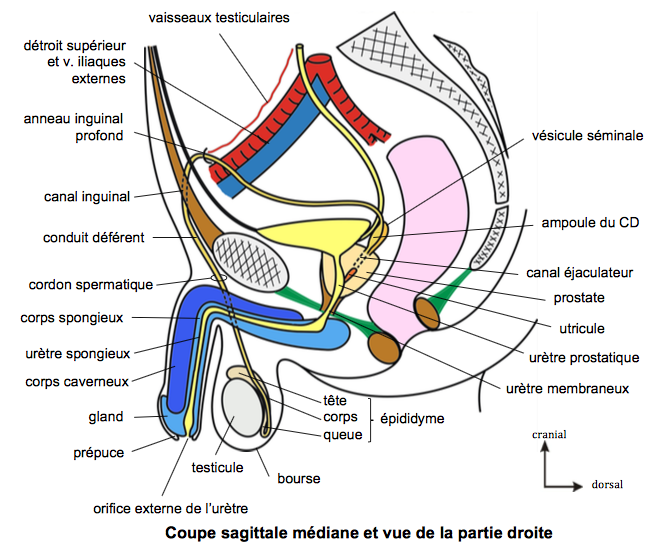 vaisseaux testiculaires
détroit supérieur
et v. iliaques
externes
anneau inguinal
profond
canal inguinal
conduit déférent
cordon spermatique
corps spongieux
urètre spongieux
corps caverneux
gland
prépuce
orifice externe de l'urètre
testicule
bourse
tête
corps
queue
épididyme
vésicule séminale
ampoule du CD
canal éjaculateur
prostate
utricule
urètre prostatique
urètre membraneux
cranial
dorsal
Coupe sagittale médiane et vue de la partie droite